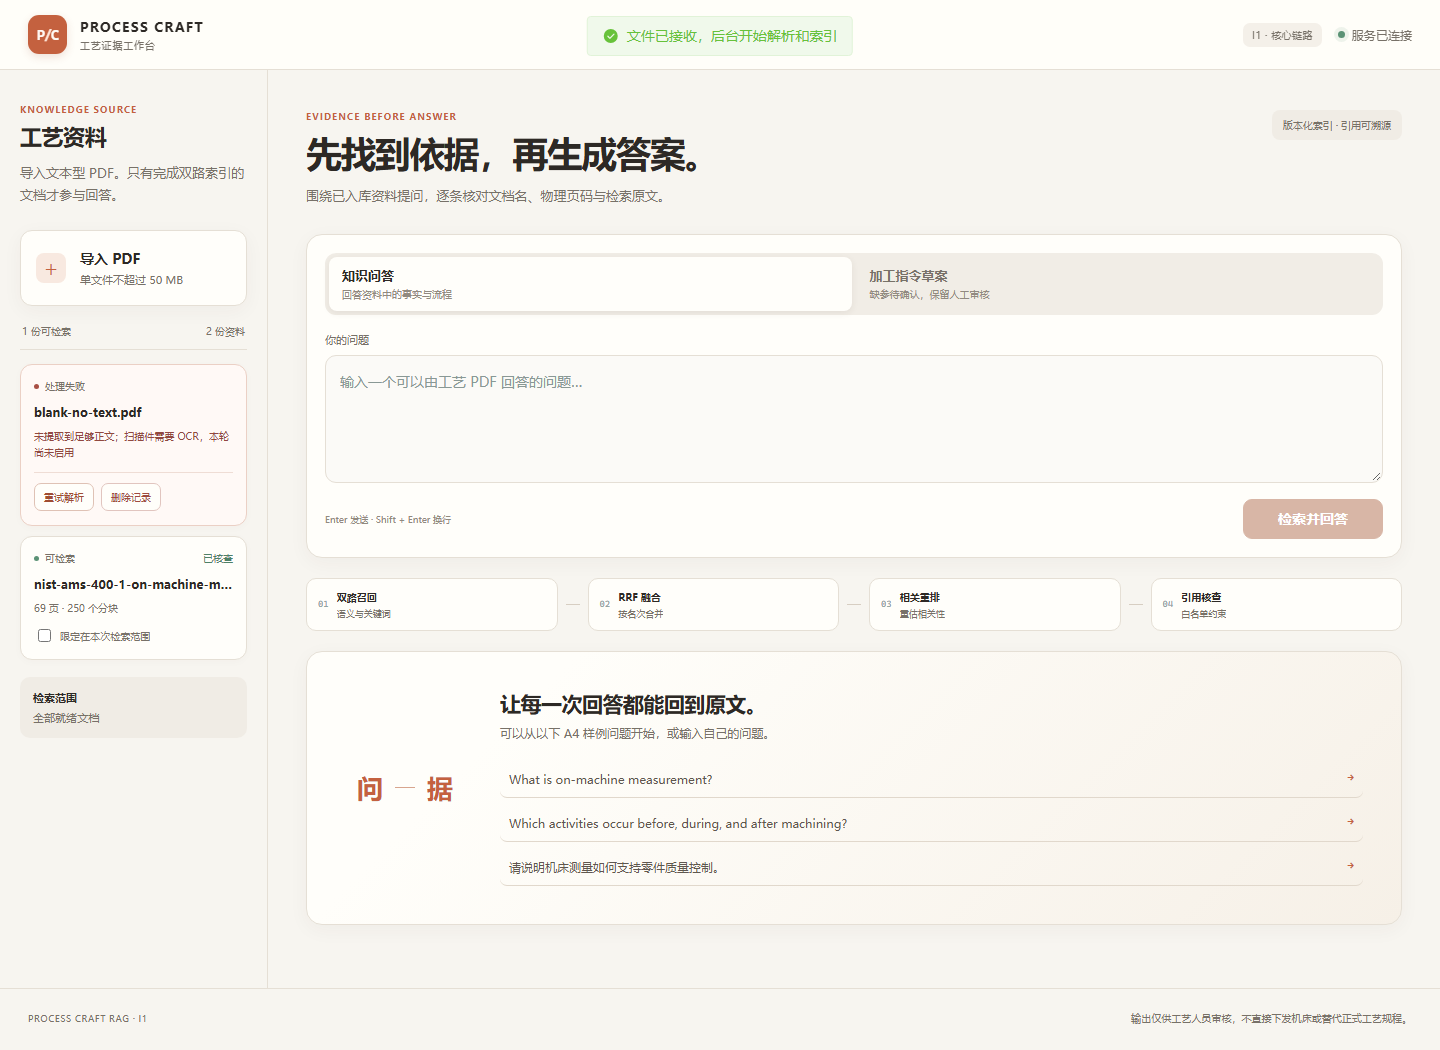 P/C
PROCESS CRAFT
工艺证据工作台
文件已接收，后台开始解析和索引
I1 · 核心链路
服务已连接
KNOWLEDGE SOURCE
工艺资料
导入文本型 PDF。只有完成双路索引的
文档才参与回答。
+
导入 PDF
单文件不超过 50 MB
1 份可检索
2 份资料
处理失败
blank-no-text.pdf
未提取到足够正文；扫描件需要 OCR，本轮
尚未启用
重试解析
删除记录
可检索
已核查
nist-ams-400-1-on-machine-m...
69 页 · 250 个分块
限定在本次检索范围
检索范围
全部就绪文档
EVIDENCE BEFORE ANSWER
先找到依据，再生成答案。
围绕已入库资料提问，逐条核对文档名、物理页码与检索原文。
版本化索引 · 引用可溯源
知识问答
回答资料中的事实与流程
加工指令草案
缺参待确认，保留人工审核
你的问题
输入一个可以由工艺 PDF 回答的问题...
Enter 发送 · Shift + Enter 换行
检索并回答
01 双路召回
语义与关键词
02 RRF 融合
按名次合并
03 相关重排
重估相关性
04 引用核查
白名单约束
问 — 据
让每一次回答都能回到原文。
可以从以下 A4 样例问题开始，或输入自己的问题。
What is on-machine measurement? →
Which activities occur before, during, and after machining? →
请说明机床测量如何支持零件质量控制。 →
PROCESS CRAFT RAG · I1
输出仅供工艺人员审核，不直接下发机床或替代正式工艺规程。